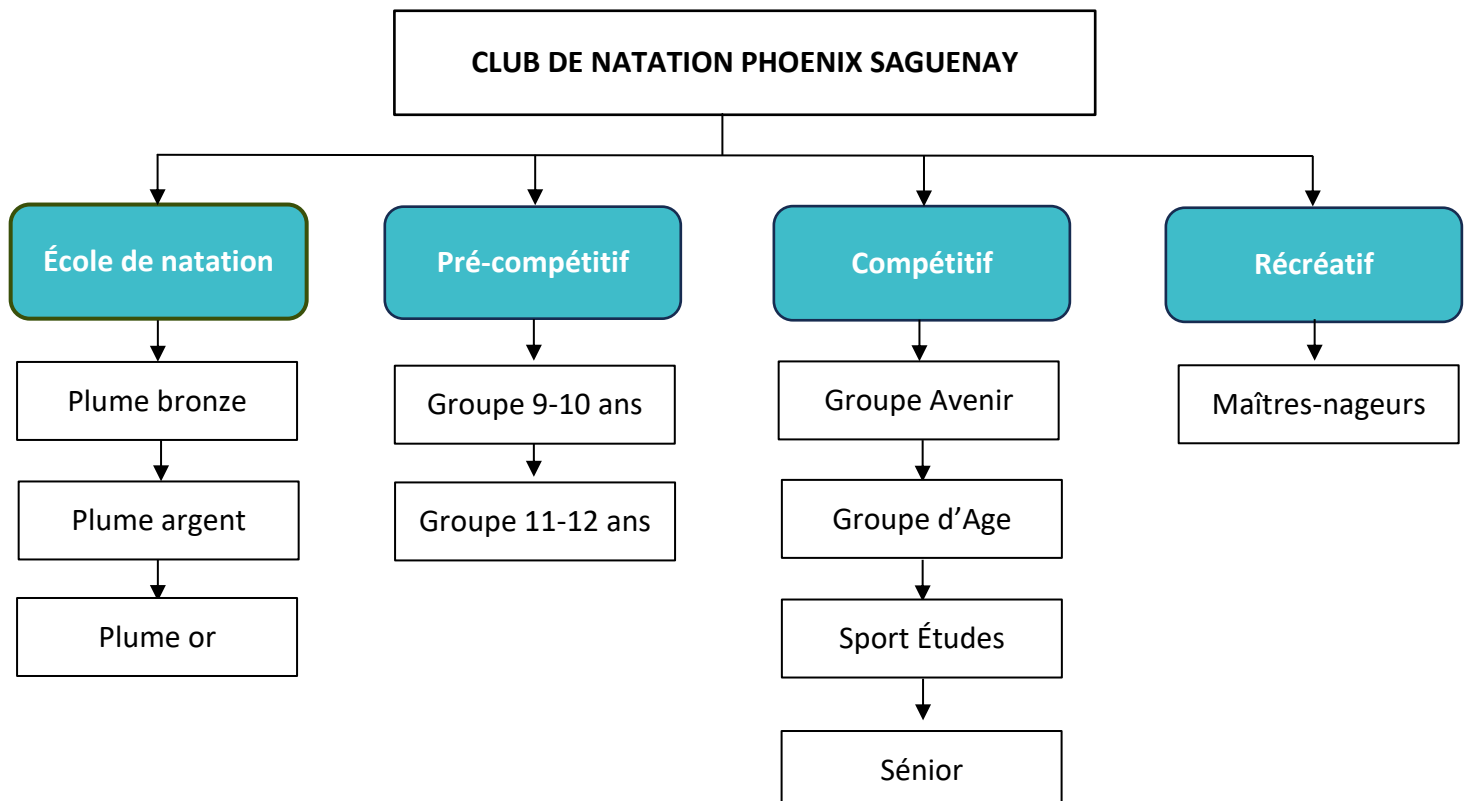 CLUB DE NATATION PHOENIX SAGUENAY
École de natation
Pré-compétitif
Compétitif
Récréatif
Plume bronze
Groupe 9-10 ans
Groupe Avenir
Maîtres-nageurs
Plume argent
Groupe 11-12 ans
Groupe d’Age
Plume or
Sport Études
Sénior